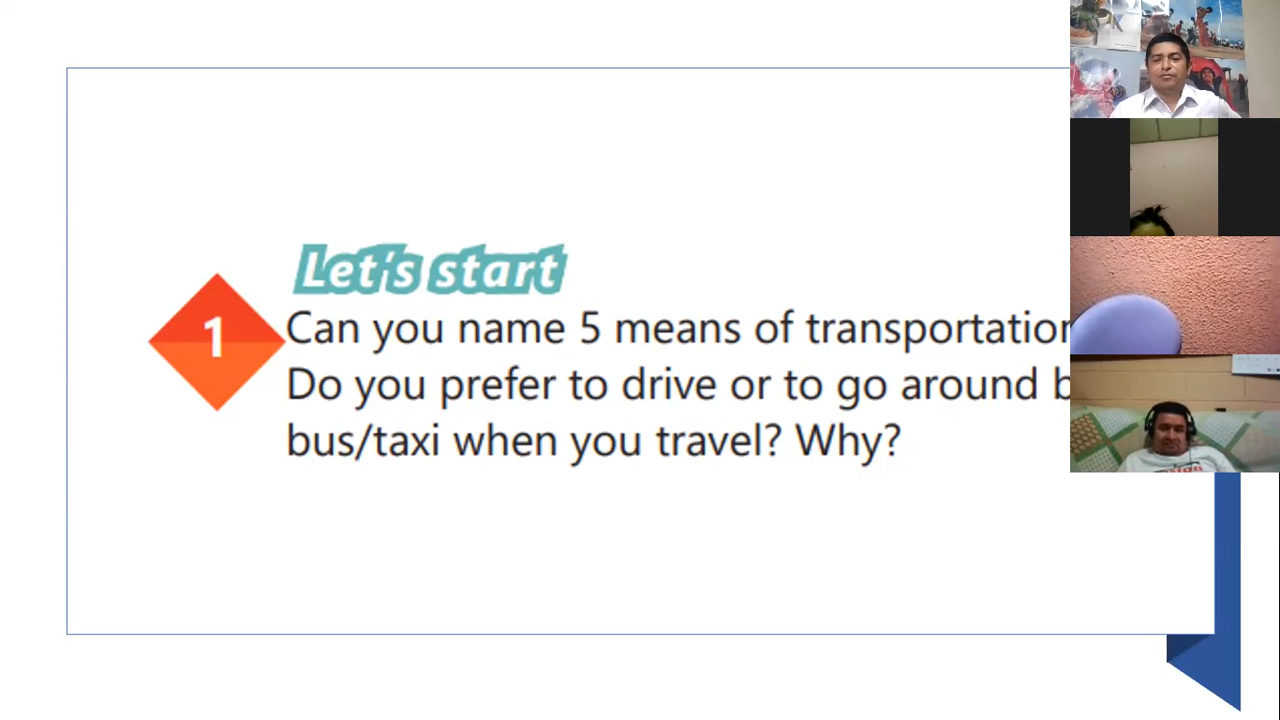 Let's start
1
Can you name 5 means of transportation
Do you prefer to drive or to go around
bus/taxi when you travel? Why?